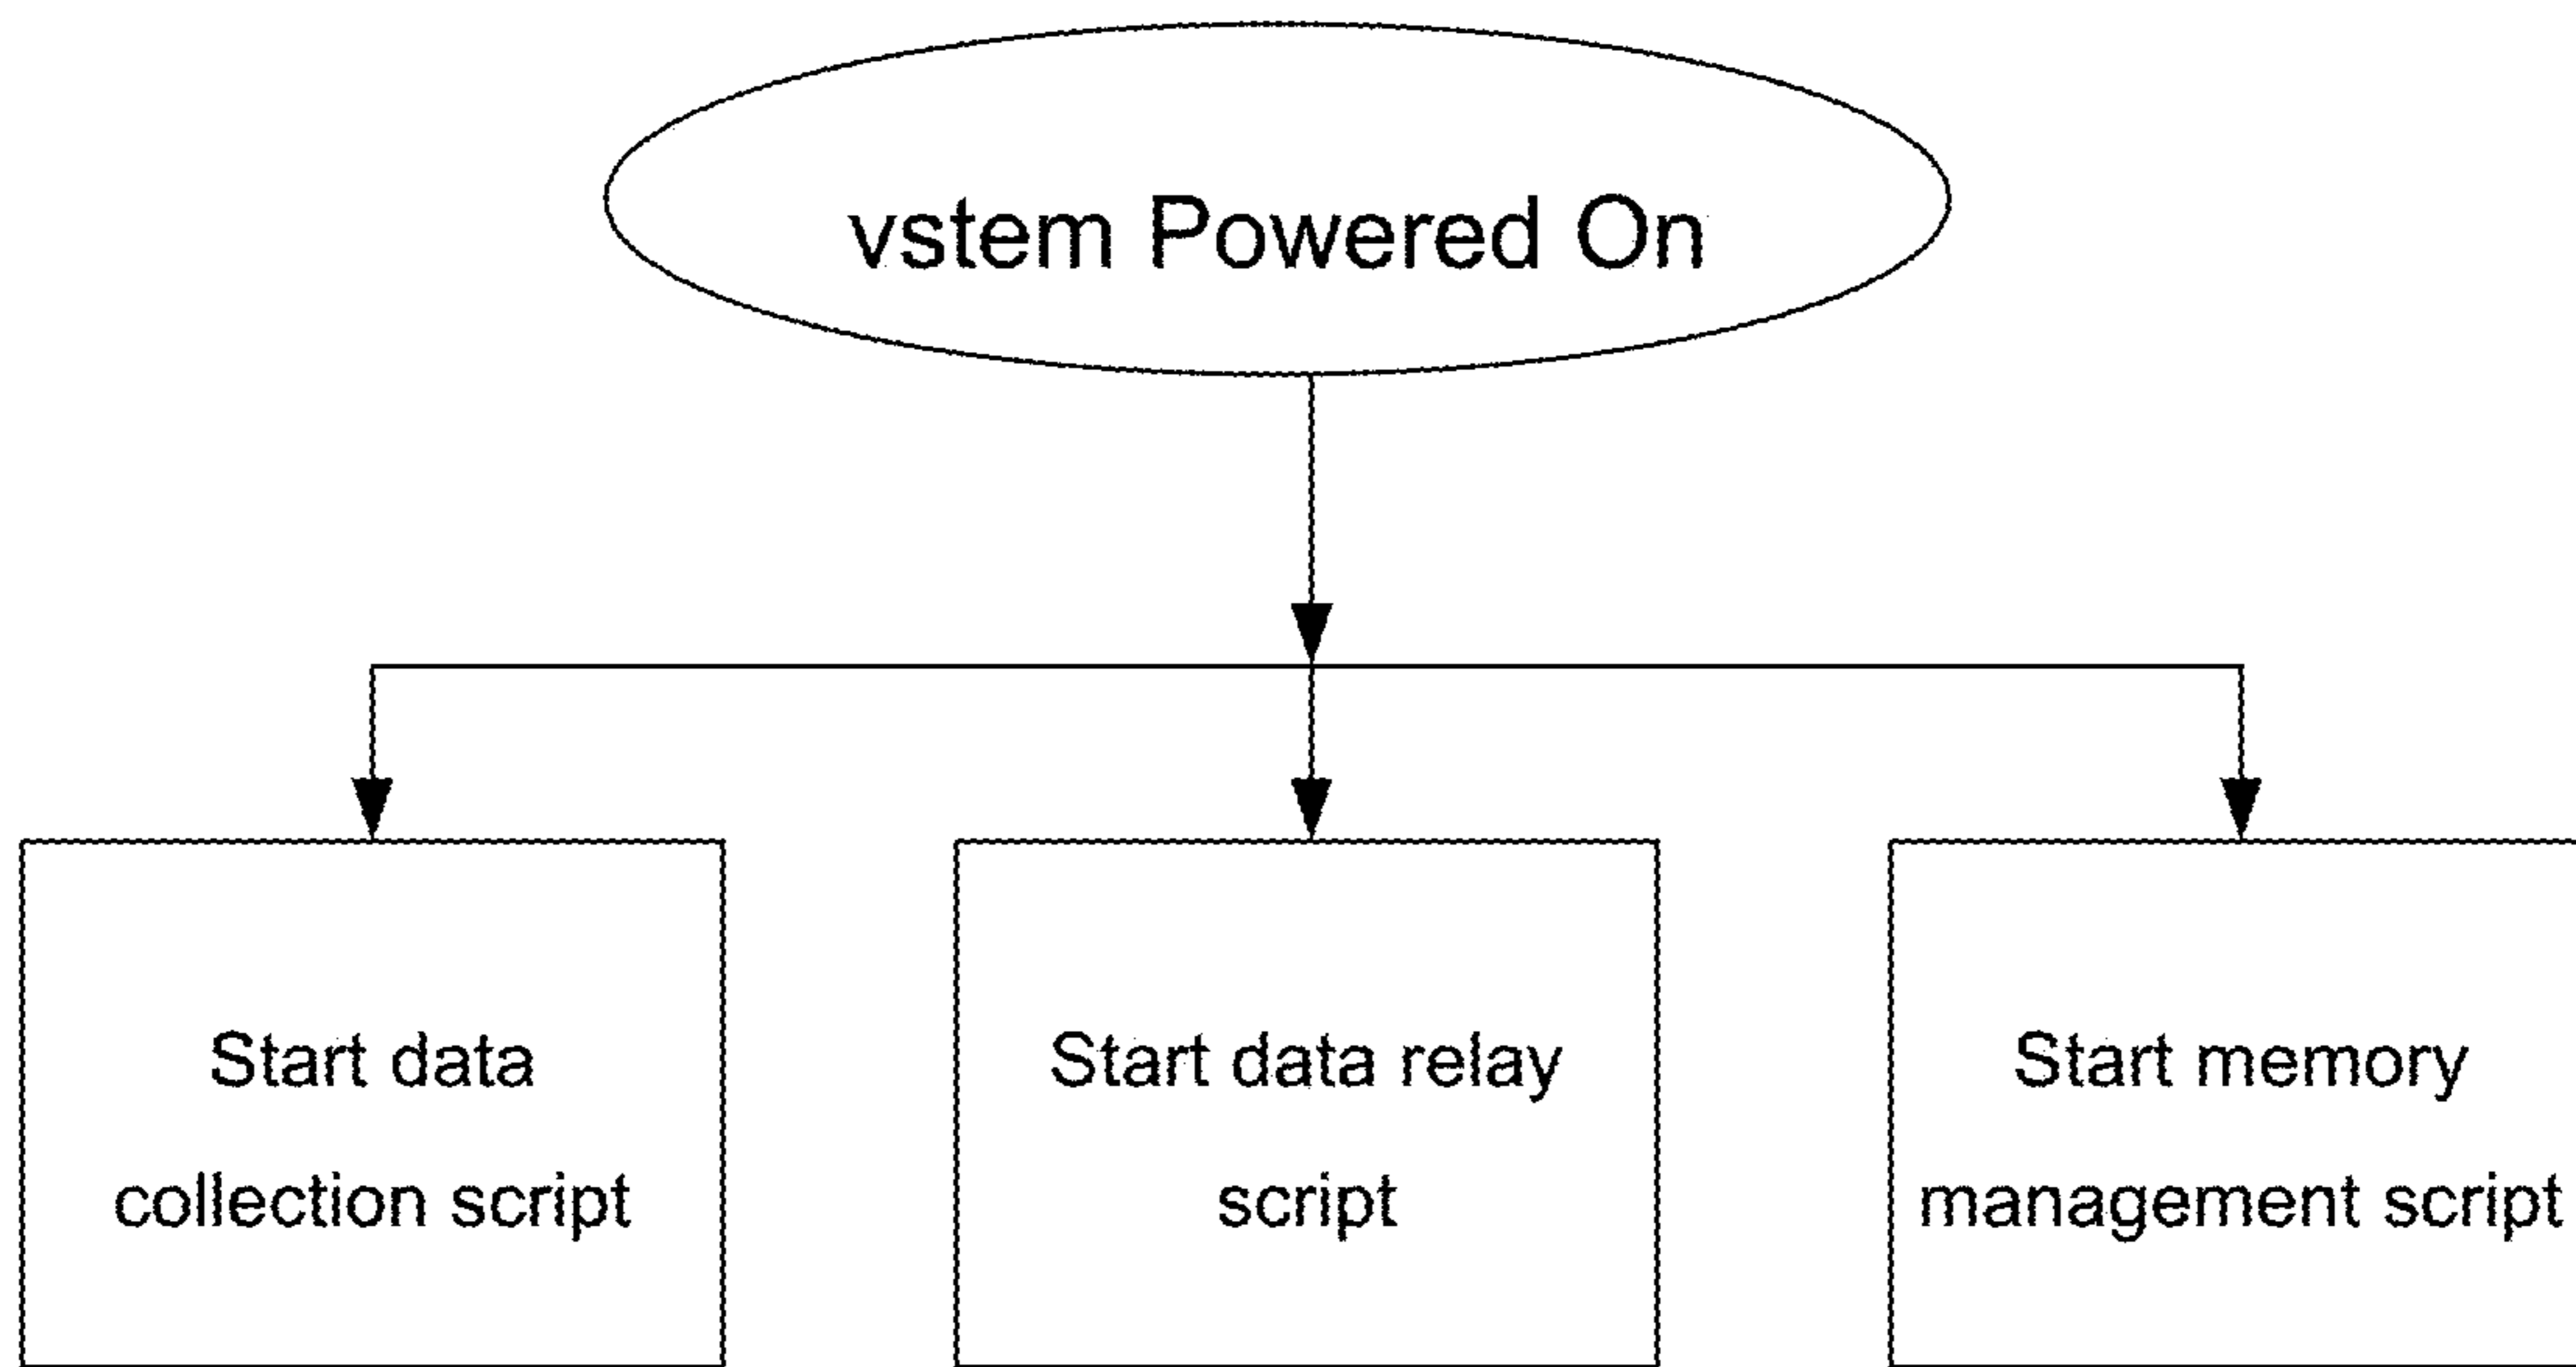 vstem Powered On
Start data
collection script
Start data relay
script
Start memory
management script